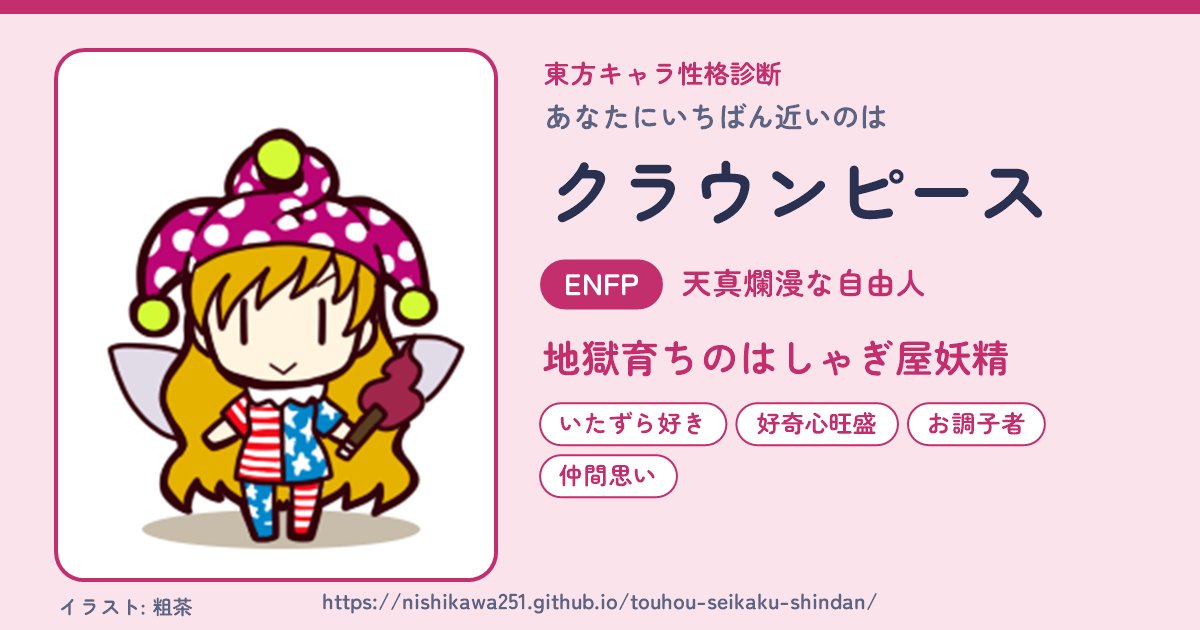 東方キャラ性格診断
あなたにいちばん近いのは
クラウンピース
ENFP 天真爛漫な自由人
地獄育ちのはしゃぎ屋妖精
いたずら好き 好奇心旺盛 お調子者
仲間思い
イラスト: 粗茶
https://nishikawa251.github.io/touhou-seikaku-shindan/